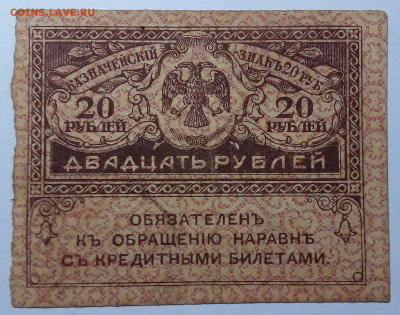 COINS.LAVE.RU
КАЗНАЧЕЙСКІЙ ЗНАКЪ 20 РУБ.
20 20
РУБЛЕЙ РУБЛЕЙ
ДВАДЦАТЬ РУБЛЕЙ
ОБЯЗАТЕЛЕНЪ
КЪ ОБРАЩЕНІЮ НАРАВНѢ
СЪ КРЕДИТНЫМИ БИЛЕТАМИ.